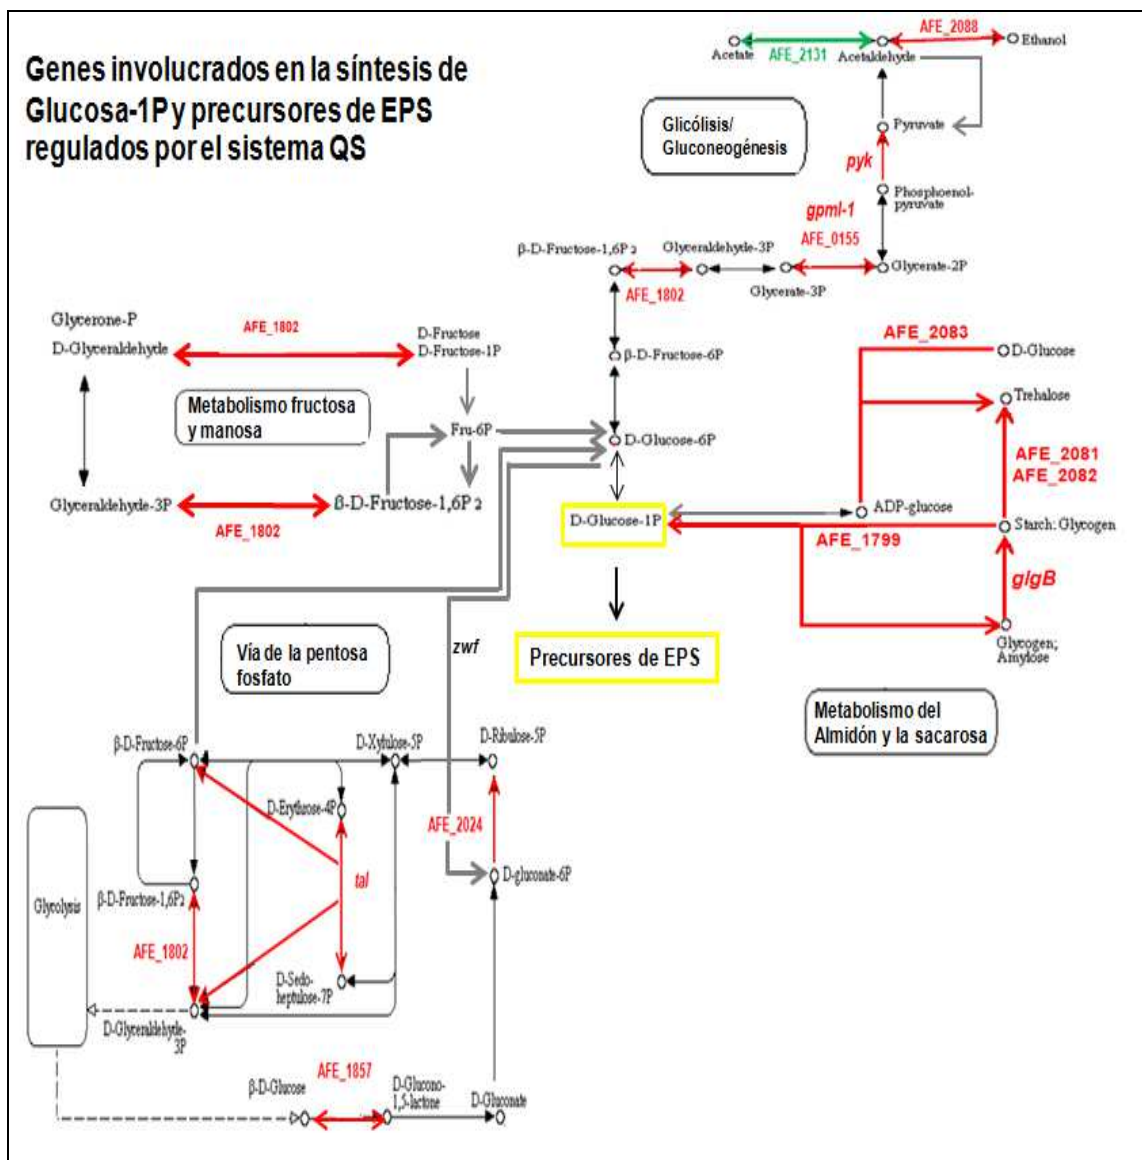 Genes involucrados en la síntesis de
Glucosa-1P y precursores de EPS
regulados por el sistema QS
AFE_2088
Acetate
AFE_2131
Acetaldehyde
Ethanol
Glicólisis/
Gluconeogénesis
Pyruvate
pyk
Phosphoenol-
pyruvate
gpml-1
AFE_0155
β-D-Fructose-1,6P2
Glyceraldehyde-3P
Glycerate-2P
AFE_1802
Glycerate-3P
Glycerone-P
D-Glyceraldehyde
AFE_1802
D-Fructose
D-Fructose-1P
β-D-Fructose-6P
AFE_2083
D-Glucose
Trehalose
Metabolismo fructosa
y manosa
Fru-6P
D-Glucose-6P
AFE_2081
AFE_2082
Glyceraldehyde-3P
β-D-Fructose-1,6P2
AFE_1802
D-Glucose-1P
ADP-glucose
AFE_1799
Starch: Glycogen
glgB
Glycogen;
Amylose
Vía de la pentosa
fosfato
zwf
Precursores de EPS
Metabolismo del
Almidón y la sacarosa
β-D-Fructose-6P
D-Xylulose-5P
D-Ribulose-5P
D-Erythrose-4P
AFE_2024
tal
D-gluconate-6P
Glycolysis
β-D-Fructose-1,6P2
AFE_1802
D-Sedo-
heptulose-7P
D-Glyceraldehyde-
3P
AFE_1857
β-D-Glucose
D-Glucono-
1,5-lactone
D-Gluconate